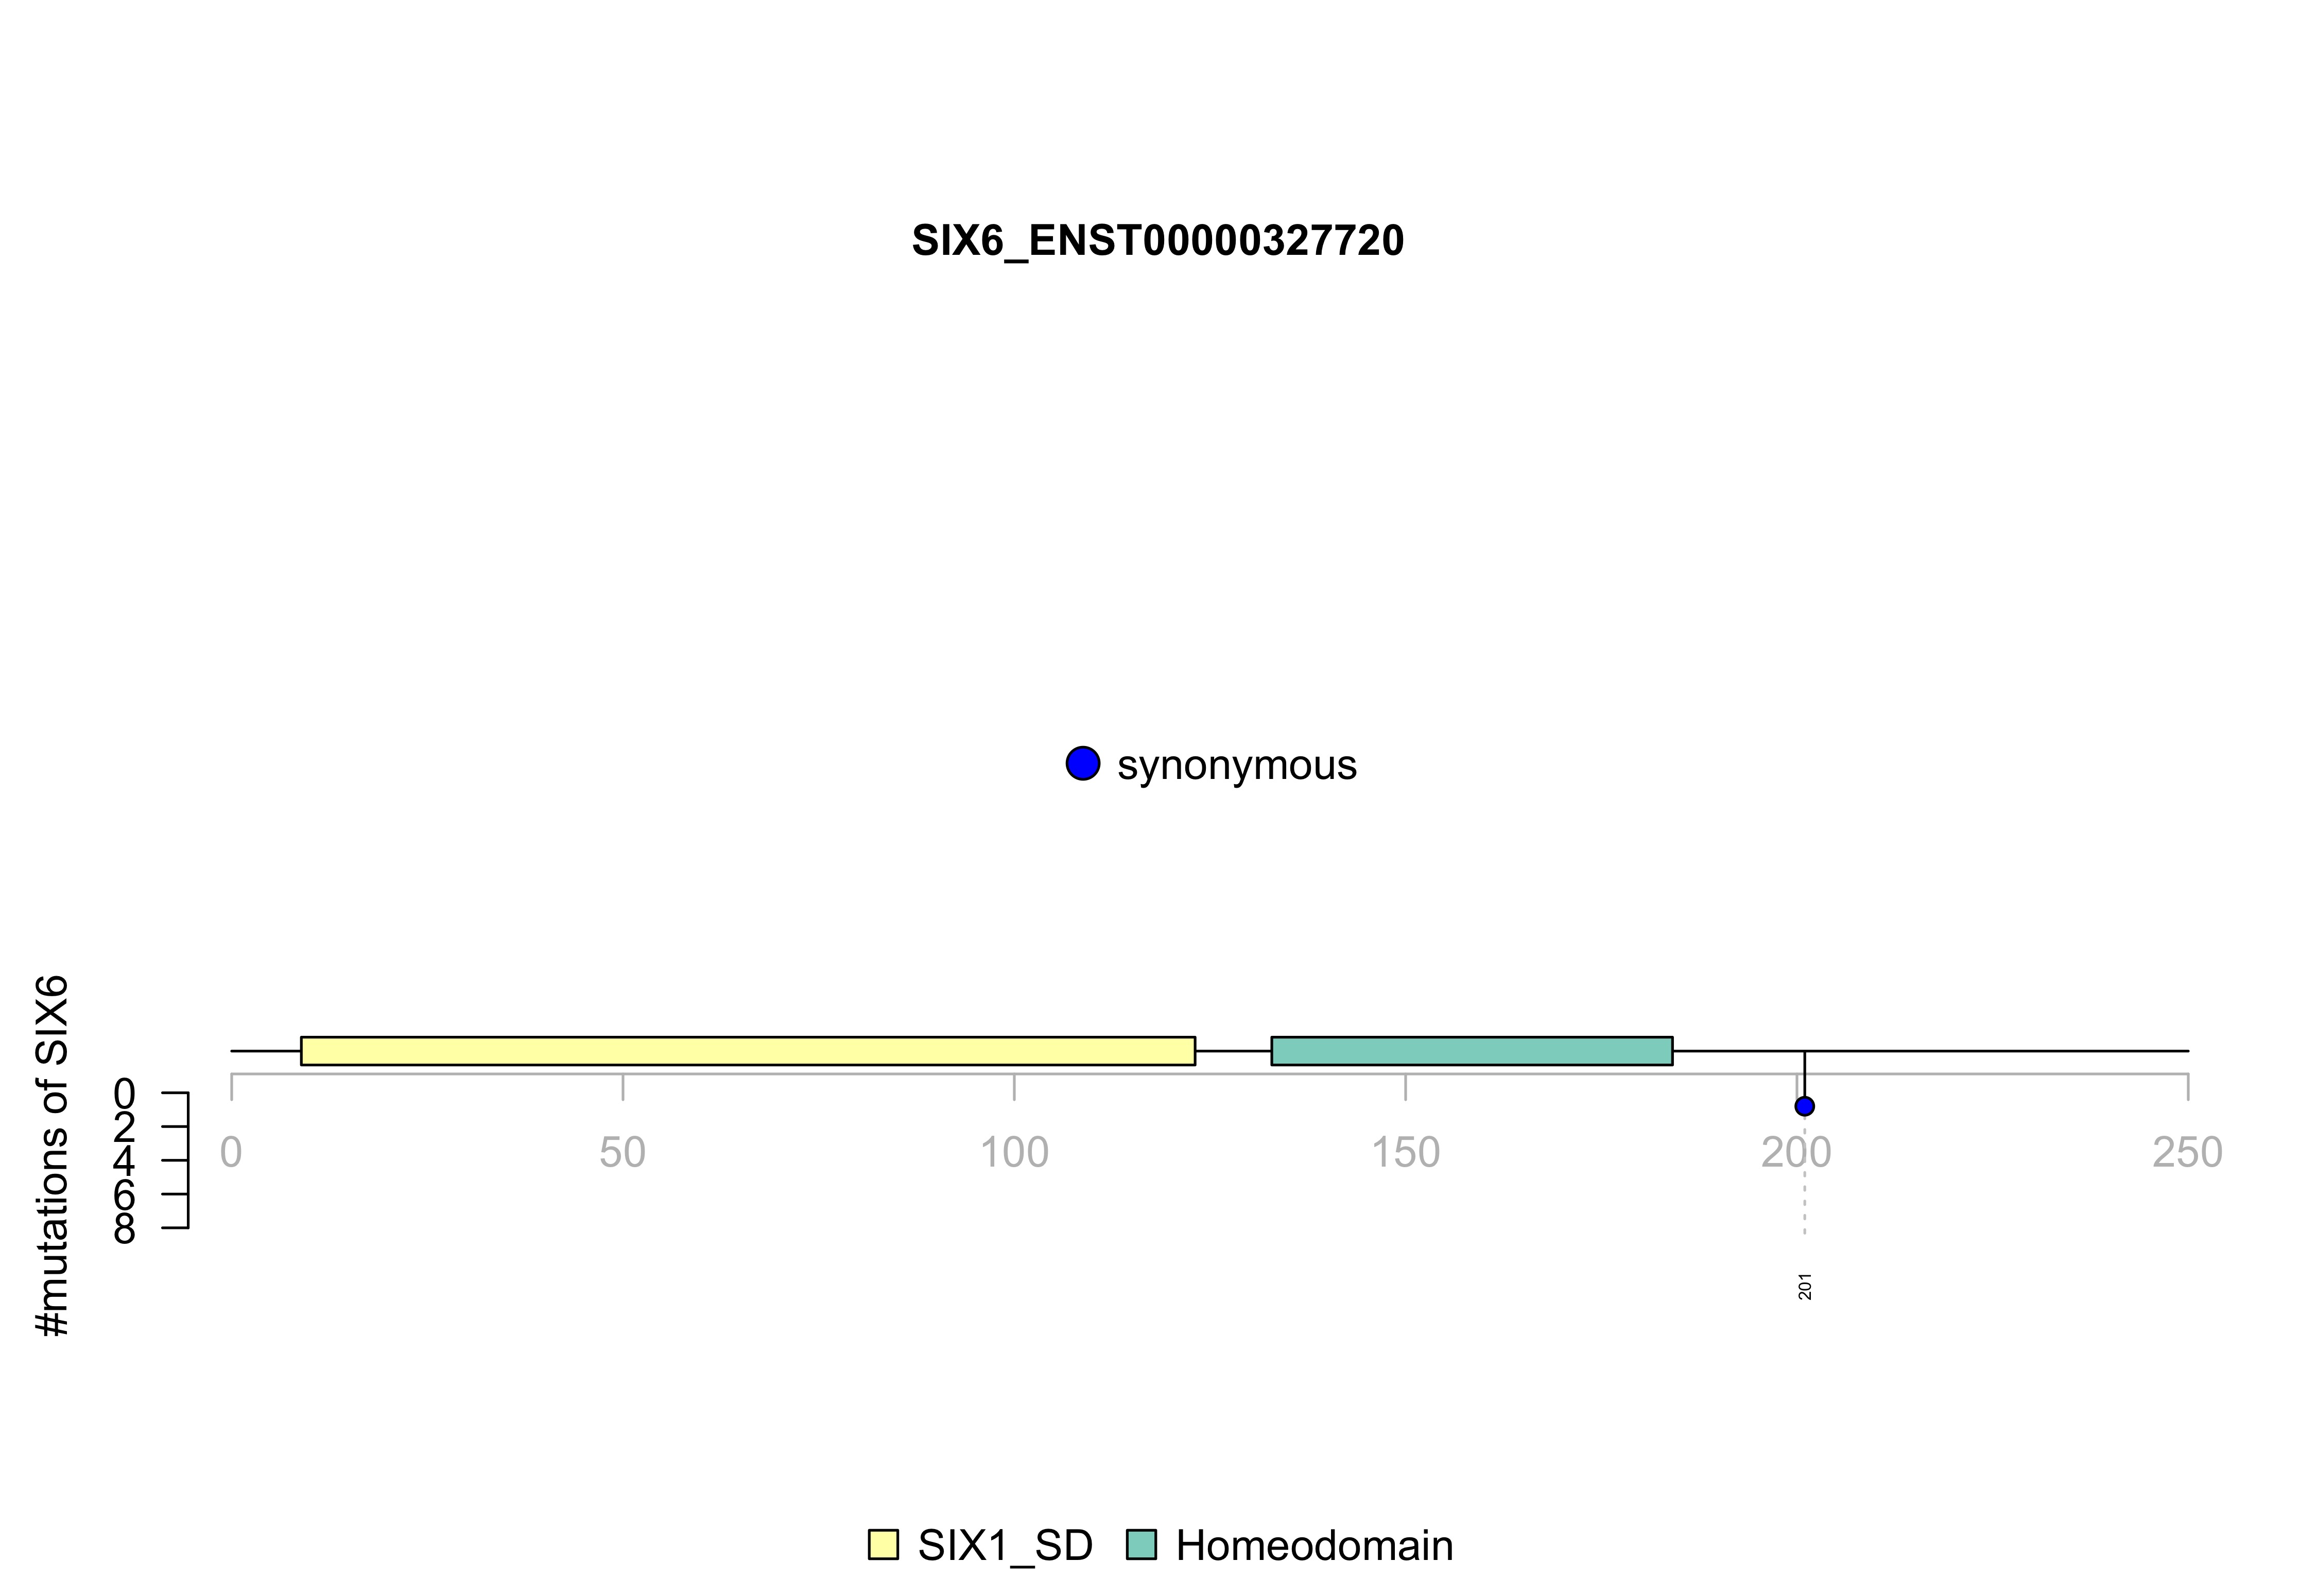 SIX6_ENST00000327720
synonymous
#mutations of SIX6
0
2
4
6
8
0 50 100 150 200 250
201
SIX1_SD Homeodomain